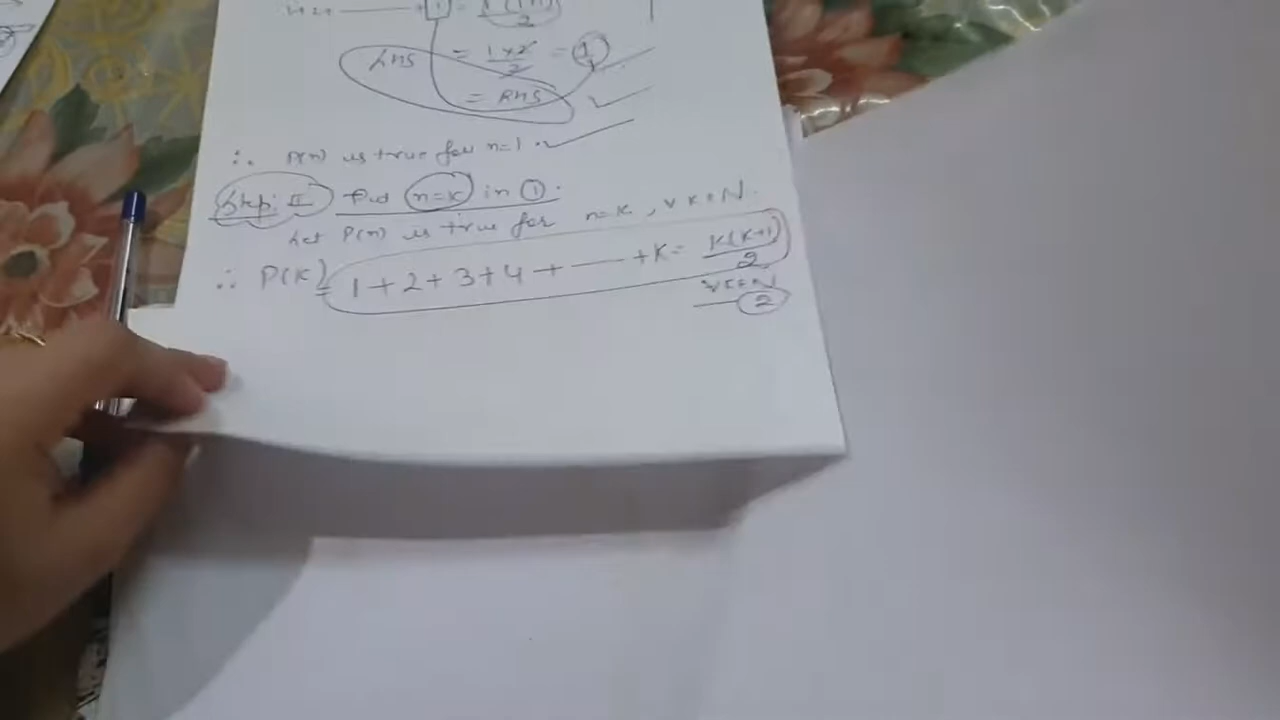 = 1×2/2 = 1
LHS = RHS
∴ P(n) is true for n=1.
Step: II Put n=k in ①.
Let P(n) is true for n=k, ∀ k∈N.
∴ P(k) = 1+2+3+4+——+k= k(k+1)/2
∀ k∈N
— ②